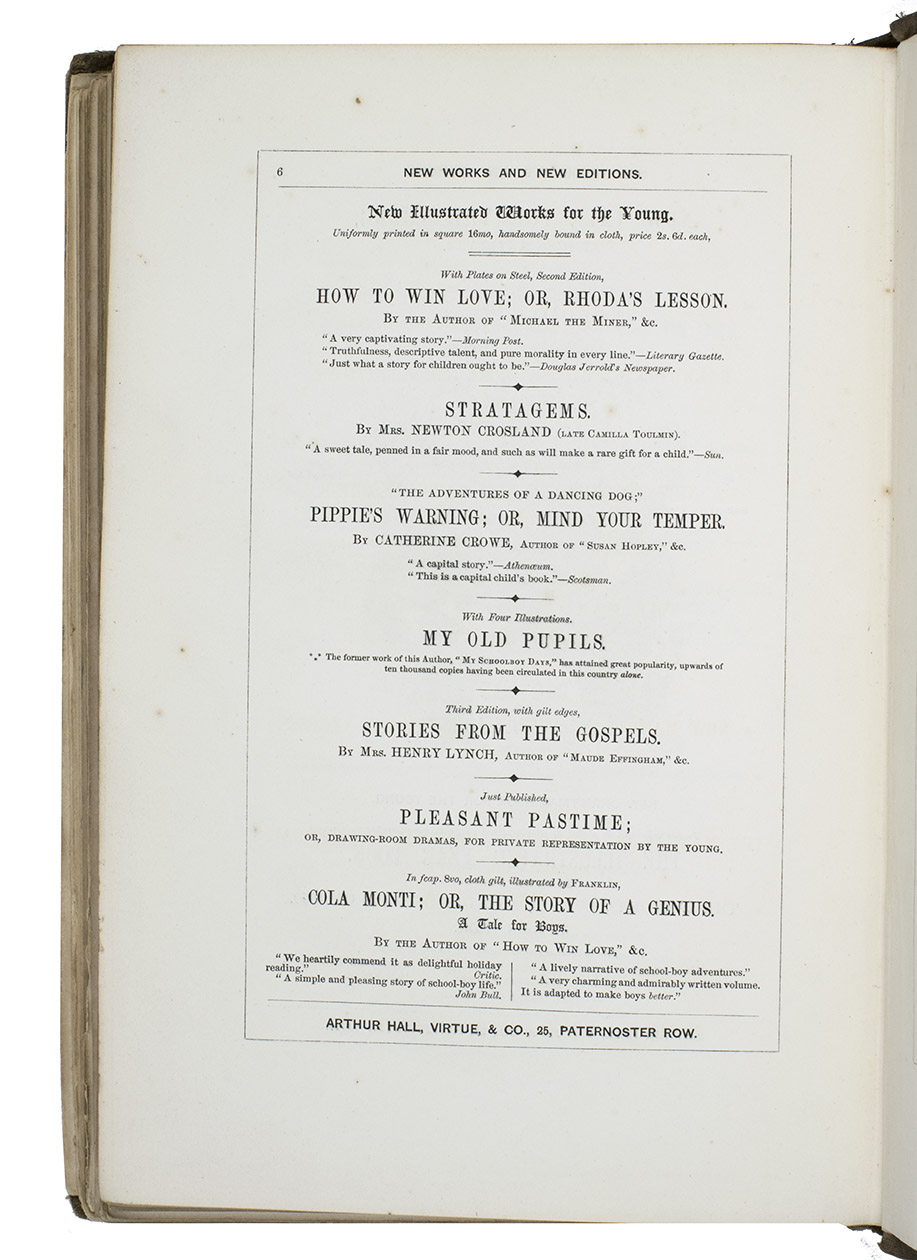 6
NEW WORKS AND NEW EDITIONS.
New Illustrated Works for the Young.
Uniformly printed in square 16mo, handsomely bound in cloth, price 2s. 6d. each,
With Plates on Steel, Second Edition,
HOW TO WIN LOVE; OR, RHODA'S LESSON.
BY THE AUTHOR OF "MICHAEL THE MINER," &c.
"A very captivating story."—Morning Post.
"Truthfulness, descriptive talent, and pure morality in every line."—Literary Gazette.
"Just what a story for children ought to be."—Douglas Jerrold's Newspaper.
STRATAGEMS.
BY MRS. NEWTON CROSLAND (LATE CAMILLA TOULMIN).
"A sweet tale, penned in a fair mood, and such as will make a rare gift for a child."—Sun.
"THE ADVENTURES OF A DANCING DOG;"
PIPPIE'S WARNING; OR, MIND YOUR TEMPER.
BY CATHERINE CROWE, AUTHOR OF "SUSAN HOPLEY," &c.
"A capital story."—Athenæum.
"This is a capital child's book."—Scotsman.
With Four Illustrations.
MY OLD PUPILS.
*** The former work of this Author, "MY SCHOOLBOY DAYS," has attained great popularity, upwards of
ten thousand copies having been circulated in this country alone.
Third Edition, with gilt edges,
STORIES FROM THE GOSPELS.
BY MRS. HENRY LYNCH, AUTHOR OF "MAUDE EFFINGHAM," &c.
Just Published,
PLEASANT PASTIME;
OR, DRAWING-ROOM DRAMAS, FOR PRIVATE REPRESENTATION BY THE YOUNG.
In fcap. 8vo, cloth gilt, illustrated by FRANKLIN,
COLA MONTI; OR, THE STORY OF A GENIUS.
A Tale for Boys.
BY THE AUTHOR OF "HOW TO WIN LOVE," &c.
"We heartily commend it as delightful holiday
reading."
Critic.
"A simple and pleasing story of school-boy life."
John Bull.
"A lively narrative of school-boy adventures."
"A very charming and admirably written volume.
It is adapted to make boys better."
ARTHUR HALL, VIRTUE, & CO., 25, PATERNOSTER ROW.